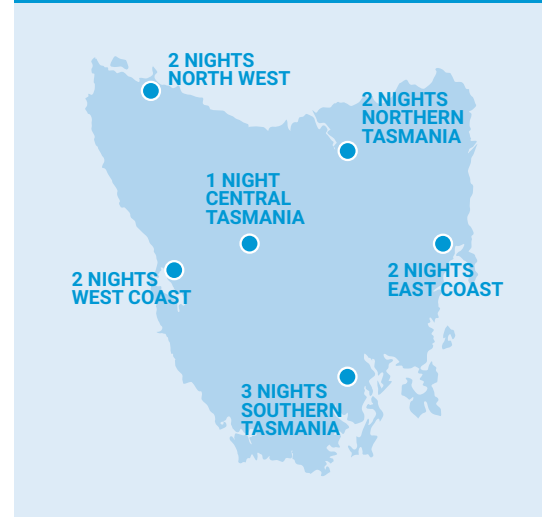 2 NIGHTS
NORTH WEST
2 NIGHTS
NORTHERN
TASMANIA
1 NIGHT
CENTRAL
TASMANIA
2 NIGHTS
WEST COAST
2 NIGHTS
EAST COAST
3 NIGHTS
SOUTHERN
TASMANIA